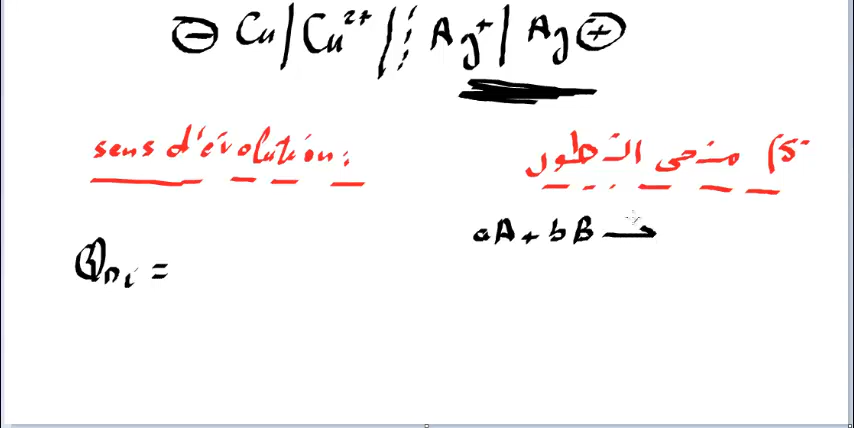 ⊖ Cu | Cu²⁺ || Ag⁺ | Ag ⊕
sens d'évolution:
5) منحى التطور
aA + bB →
Qr,i =